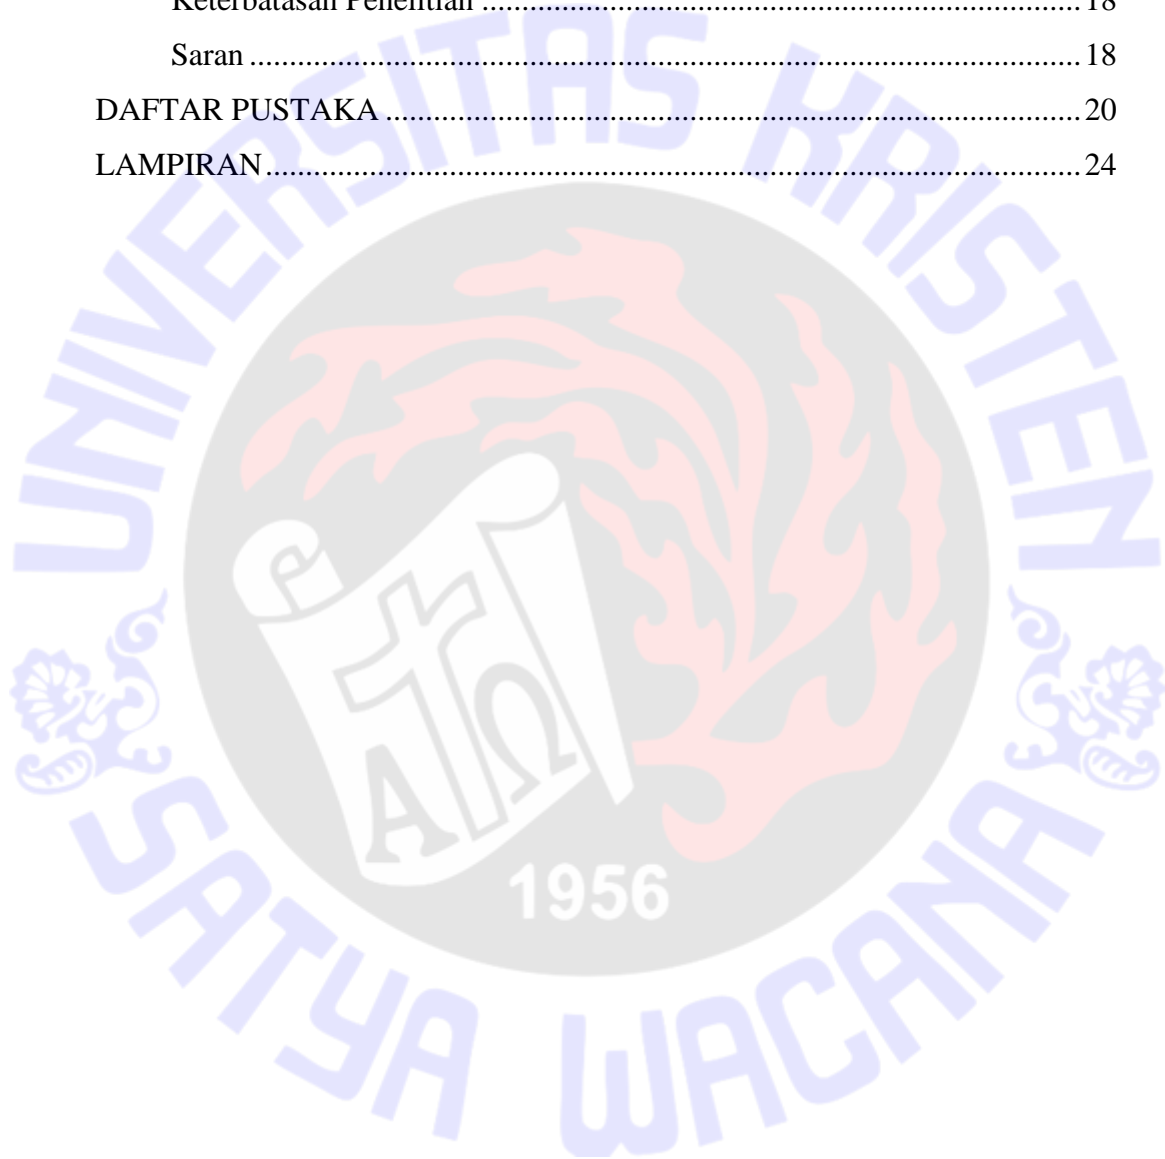 Keterbatasan Penelitian ........................................................................... 18
Saran ........................................................................................................ 18
DAFTAR PUSTAKA ....................................................................................... 20
LAMPIRAN...................................................................................................... 24
UNIVERSITAS KRISTEN
Α Ω
1956
SATYA WACANA